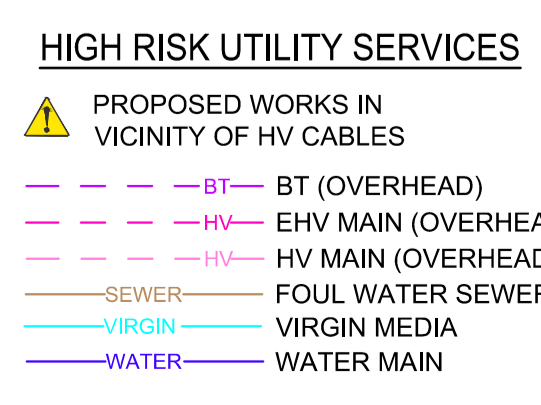 HIGH RISK UTILITY SERVICES
PROPOSED WORKS IN
VICINITY OF HV CABLES
BT BT (OVERHEAD)
HV EHV MAIN (OVERHEA
HV HV MAIN (OVERHEAD
SEWER FOUL WATER SEWER
VIRGIN VIRGIN MEDIA
WATER WATER MAIN